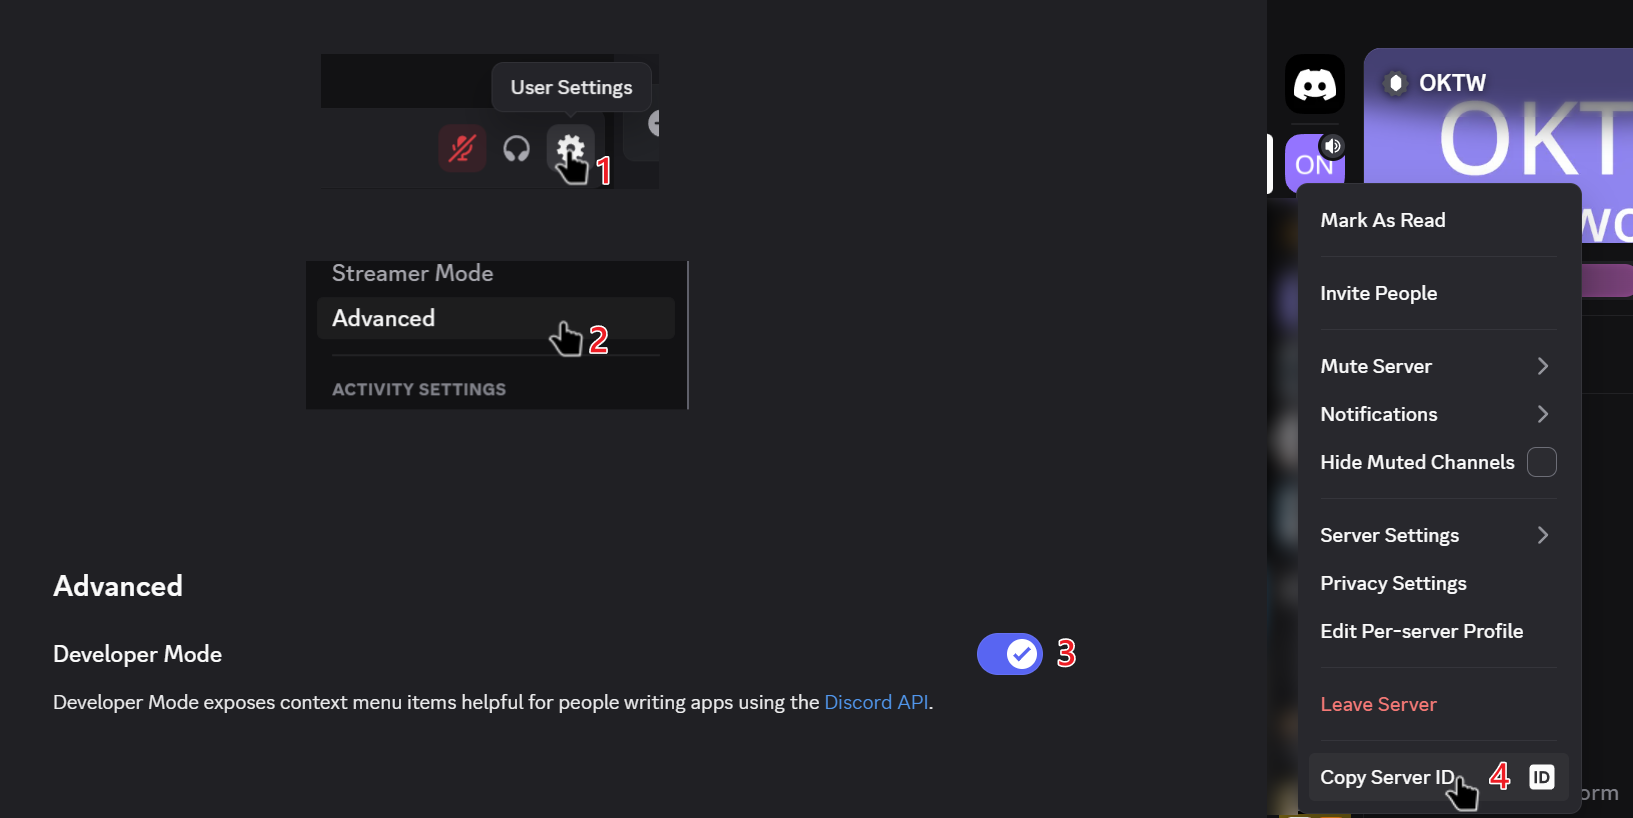 User Settings
1
Streamer Mode
Advanced
2
ACTIVITY SETTINGS
Advanced
Developer Mode
3
Developer Mode exposes context menu items helpful for people writing apps using the Discord API.
OKTW
OKT
ON
wo
Mark As Read
Invite People
Mute Server
Notifications
Hide Muted Channels
Server Settings
Privacy Settings
Edit Per-server Profile
Leave Server
Copy Server ID
4
ID
orm